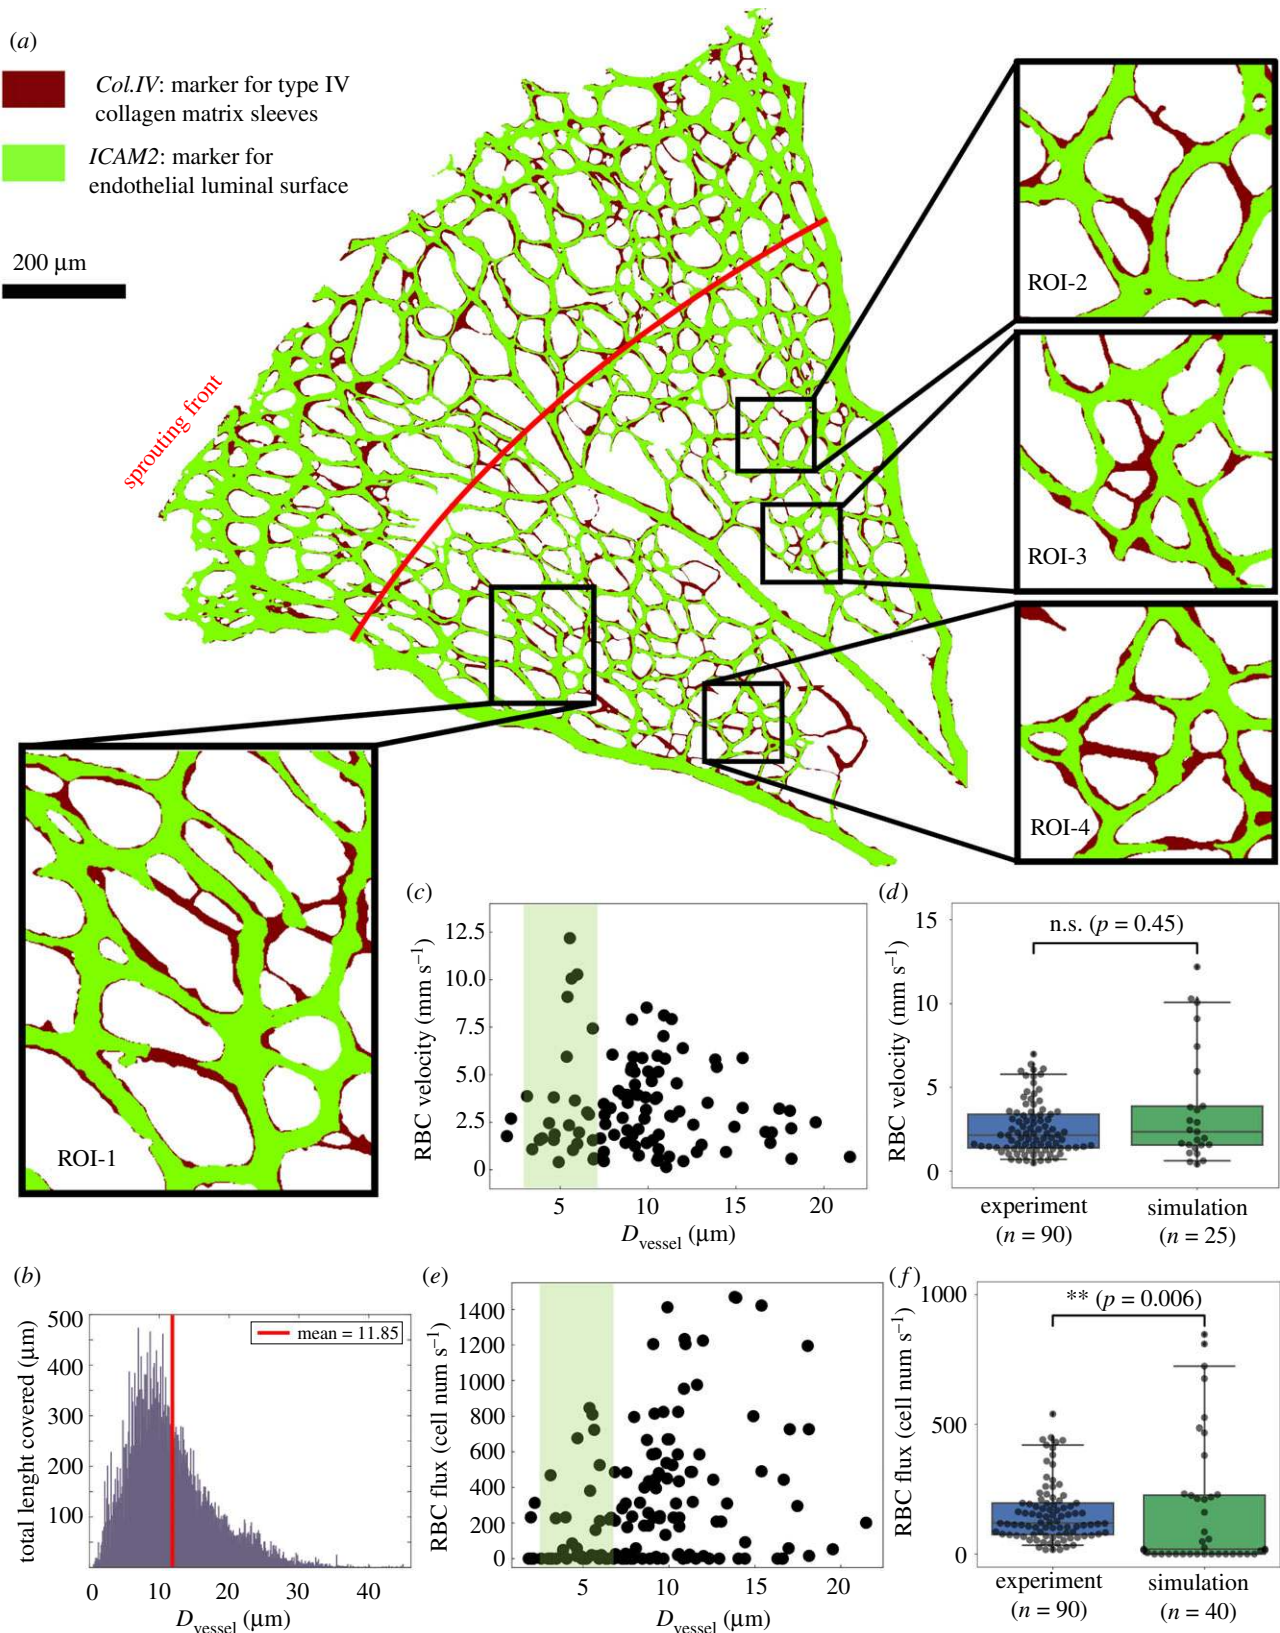 (a)
Col.IV: marker for type IV
collagen matrix sleeves
ICAM2: marker for
endothelial luminal surface
200 μm
sprouting front
ROI-2
ROI-3
ROI-4
ROI-1
(b)
total lenght covered (μm)
500
400
300
200
100
mean = 11.85
0 10 20 30 40
D_vessel (μm)
(c)
RBC velocity (mm s⁻¹)
12.5
10.0
7.5
5.0
2.5
0
5 10 15 20
D_vessel (μm)
(d)
RBC velocity (mm s⁻¹)
15
10
5
0
n.s. (p = 0.45)
experiment simulation
(n = 90) (n = 25)
(e)
RBC flux (cell num s⁻¹)
1400
1200
1000
800
600
400
200
0
5 10 15 20
D_vessel (μm)
(f)
RBC flux (cell num s⁻¹)
1000
500
0
** (p = 0.006)
experiment simulation
(n = 90) (n = 40)